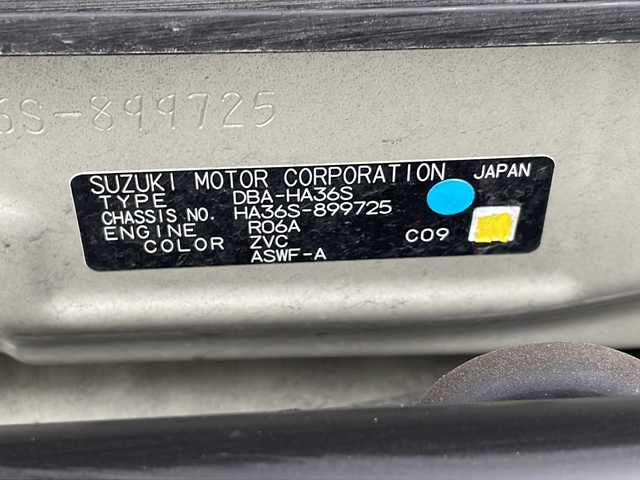 6S-899725
SUZUKI MOTOR CORPORATION JAPAN
TYPE DBA-HA36S
CHASSIS NO. HA36S-899725
ENGINE R06A
COLOR ZVC C09
ASWF-A